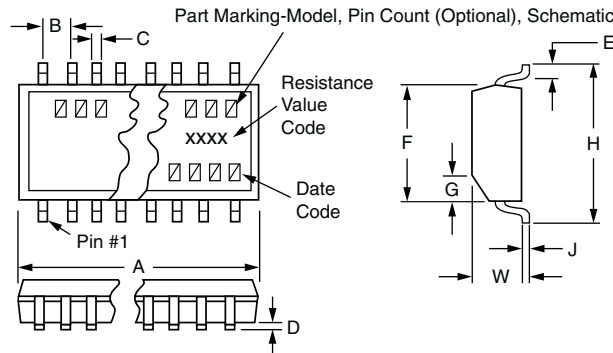 Part Marking-Model, Pin Count (Optional), Schematic
B
C
E
Resistance
Value
Code
XXXX
F
H
G
Date
Code
Pin #1
J
A
W
D